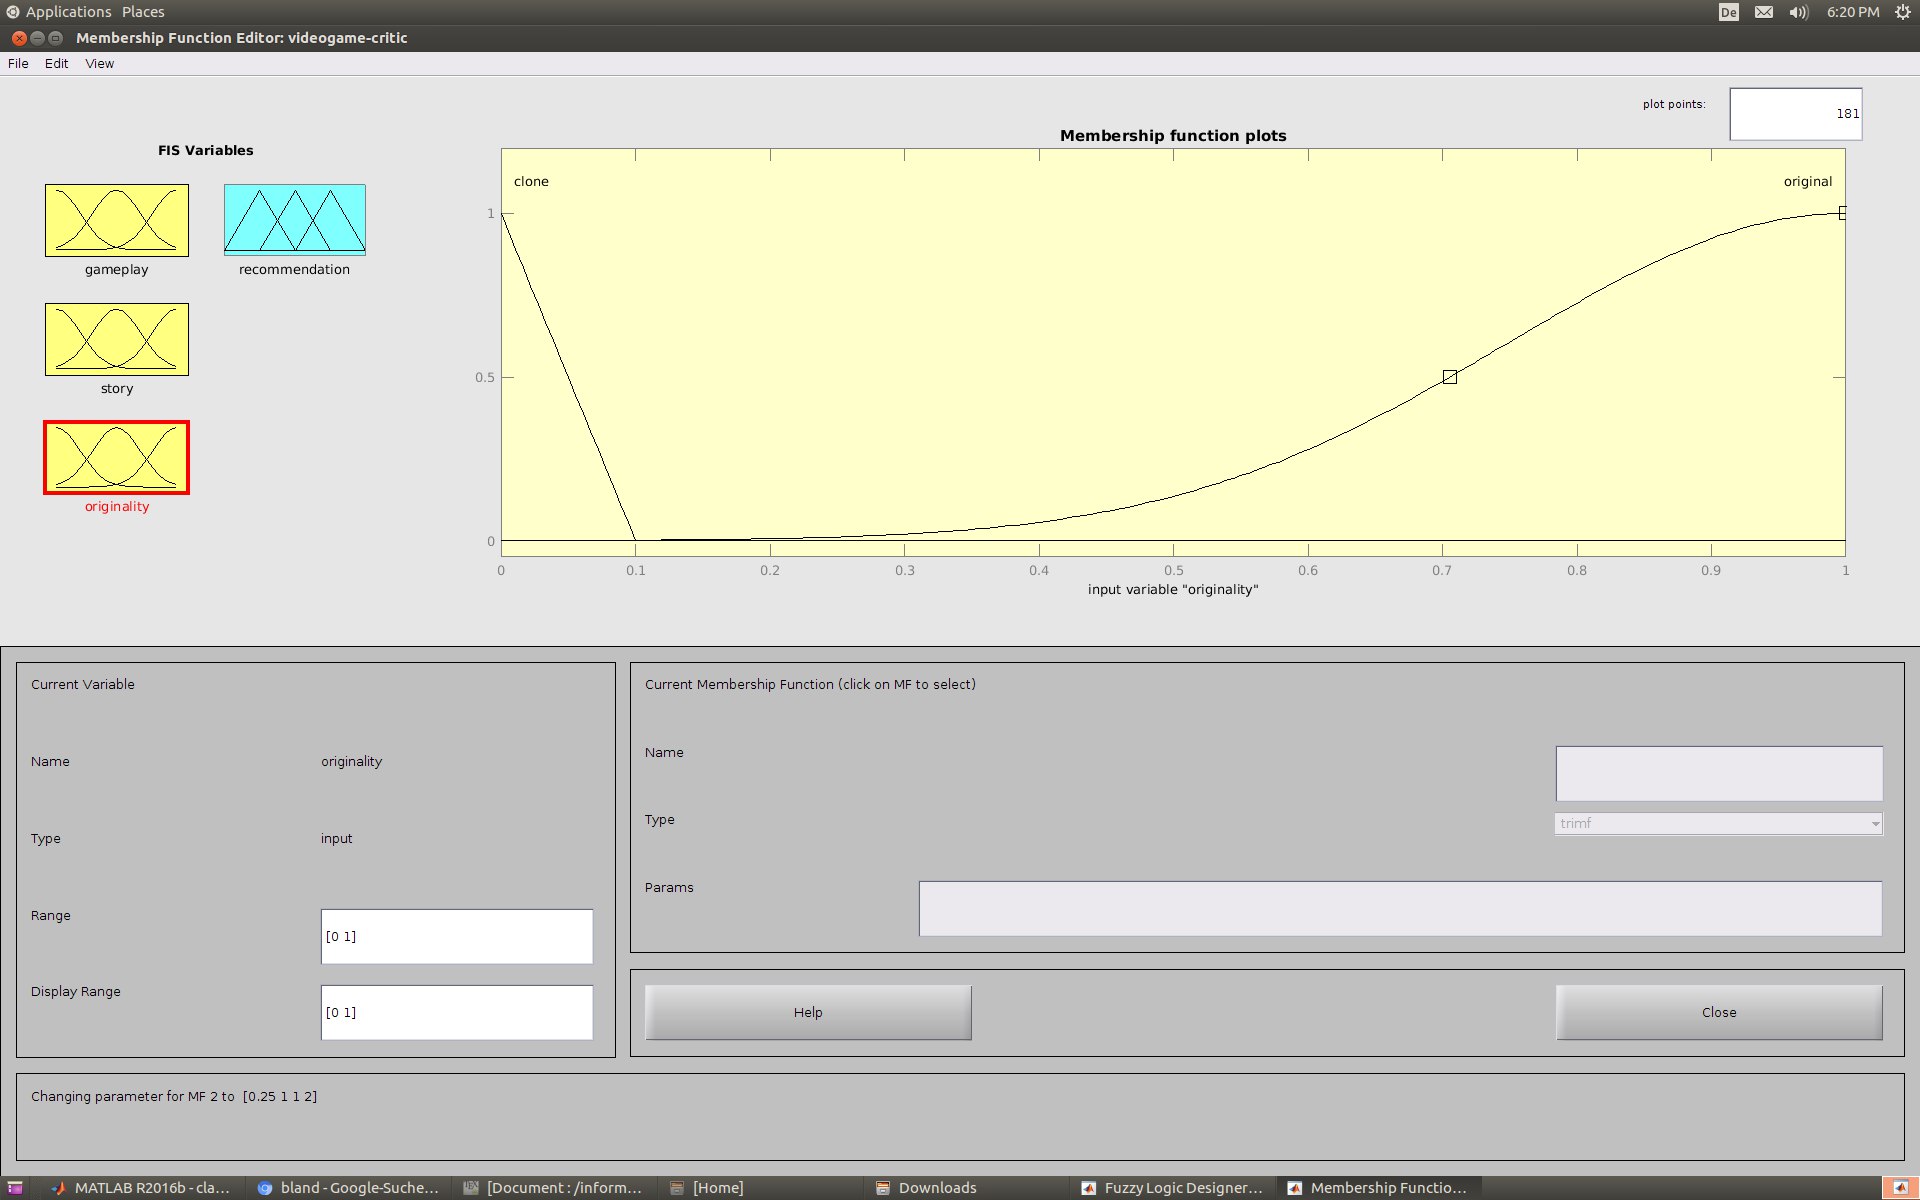 Applications Places De 6:20 PM
Membership Function Editor: videogame-critic
File Edit View
plot points: 181
FIS Variables
gameplay recommendation
story
originality
Membership function plots
clone original
1
0.5
0
0 0.1 0.2 0.3 0.4 0.5 0.6 0.7 0.8 0.9 1
input variable "originality"
Current Variable
Name originality
Type input
Range [0 1]
Display Range [0 1]
Current Membership Function (click on MF to select)
Name
Type trimf
Params
Help Close
Changing parameter for MF 2 to [0.25 1 1 2]
MATLAB R2016b - cla... bland - Google-Suche... [Document : /inform... [Home] Downloads Fuzzy Logic Designer... Membership Functio...